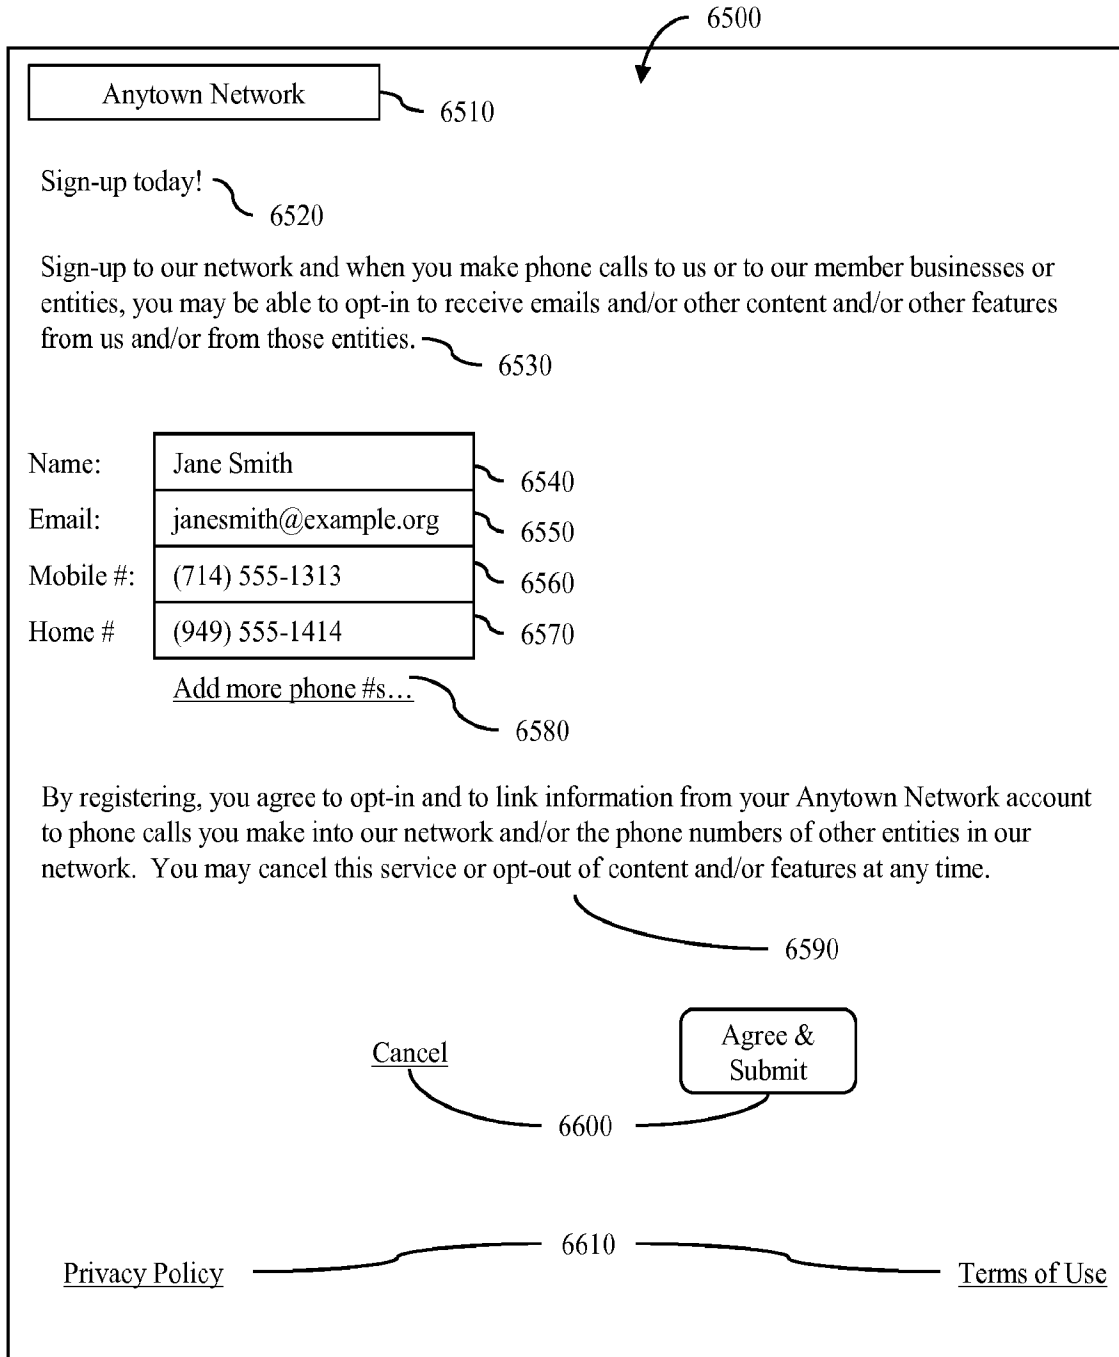 6500
Anytown Network
6510
Sign-up today!
6520
Sign-up to our network and when you make phone calls to us or to our member businesses or
entities, you may be able to opt-in to receive emails and/or other content and/or other features
from us and/or from those entities.
6530
Name: Jane Smith 6540
Email: janesmith@example.org 6550
Mobile #: (714) 555-1313 6560
Home # (949) 555-1414 6570
Add more phone #s…
6580
By registering, you agree to opt-in and to link information from your Anytown Network account
to phone calls you make into our network and/or the phone numbers of other entities in our
network.  You may cancel this service or opt-out of content and/or features at any time.
6590
Cancel
Agree &
Submit
6600
6610
Privacy Policy
Terms of Use